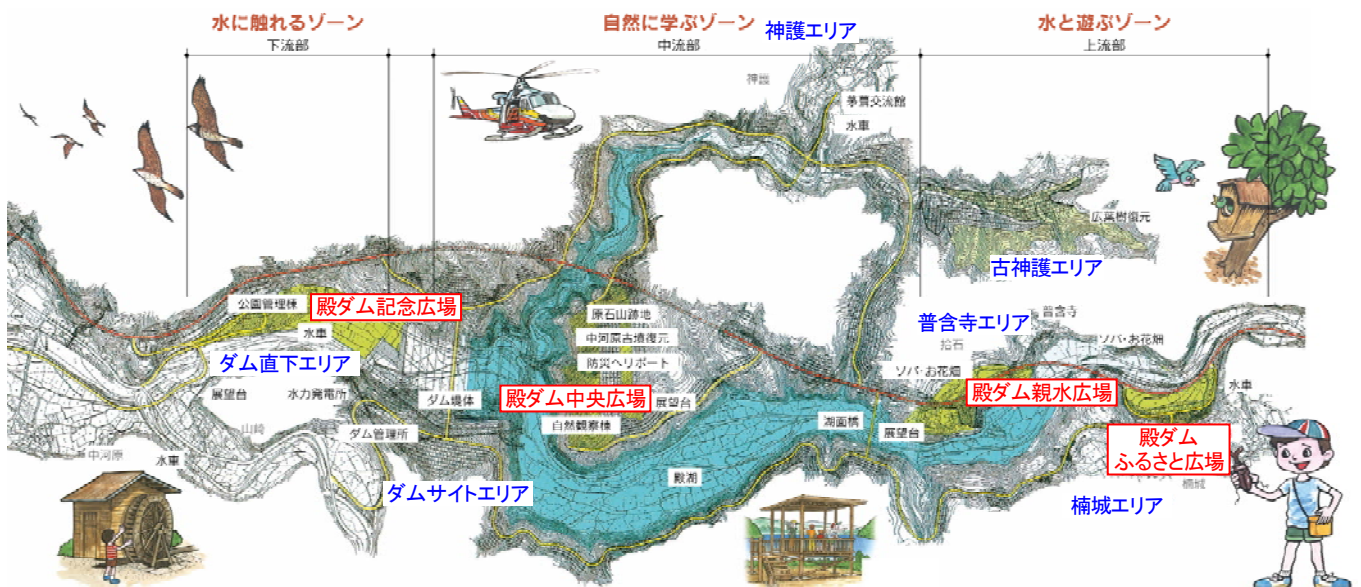 水に触れるゾーン
自然に学ぶゾーン
水と遊ぶゾーン
下流部
中流部
上流部
神護エリア
神護
水車
広葉樹復元
古神護エリア
公園管理棟
殿ダム記念広場
水車
ダム直下エリア
展望台
水力発電所
原石山跡地
中河原古墳復元
防災ヘリポート
殿ダム中央広場
展望台
自然観察棟
ダム堤体
ダム管理所
山崎
中河原
水車
ダムサイトエリア
殿湖
湖面橋
展望台
普含寺エリア
普含寺
拾石
ソバ・お花畑
ソバ・お花畑
殿ダム親水広場
水車
殿ダム
ふるさと広場
楠城
楠城エリア